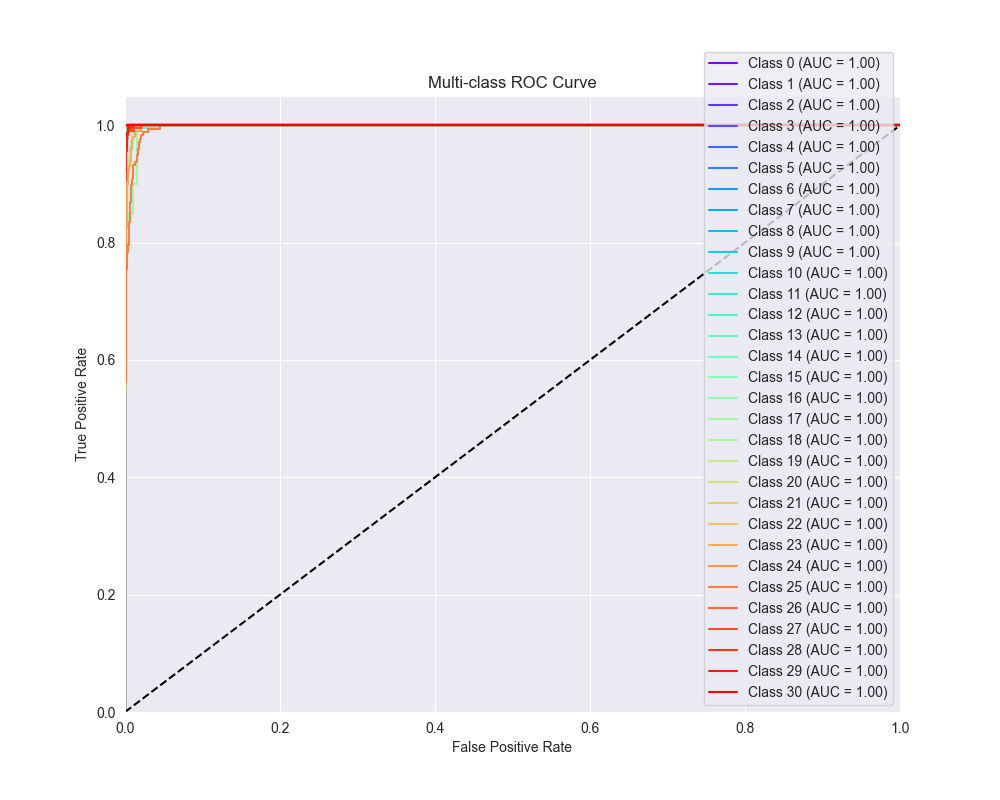 Multi-class ROC Curve
Class 0 (AUC = 1.00)
Class 1 (AUC = 1.00)
Class 2 (AUC = 1.00)
Class 3 (AUC = 1.00)
Class 4 (AUC = 1.00)
Class 5 (AUC = 1.00)
Class 6 (AUC = 1.00)
Class 7 (AUC = 1.00)
Class 8 (AUC = 1.00)
Class 9 (AUC = 1.00)
Class 10 (AUC = 1.00)
Class 11 (AUC = 1.00)
Class 12 (AUC = 1.00)
Class 13 (AUC = 1.00)
Class 14 (AUC = 1.00)
Class 15 (AUC = 1.00)
Class 16 (AUC = 1.00)
Class 17 (AUC = 1.00)
Class 18 (AUC = 1.00)
Class 19 (AUC = 1.00)
Class 20 (AUC = 1.00)
Class 21 (AUC = 1.00)
Class 22 (AUC = 1.00)
Class 23 (AUC = 1.00)
Class 24 (AUC = 1.00)
Class 25 (AUC = 1.00)
Class 26 (AUC = 1.00)
Class 27 (AUC = 1.00)
Class 28 (AUC = 1.00)
Class 29 (AUC = 1.00)
Class 30 (AUC = 1.00)
True Positive Rate
1.0
0.8
0.6
0.4
0.2
0.0
0.0 0.2 0.4 0.6 0.8 1.0
False Positive Rate